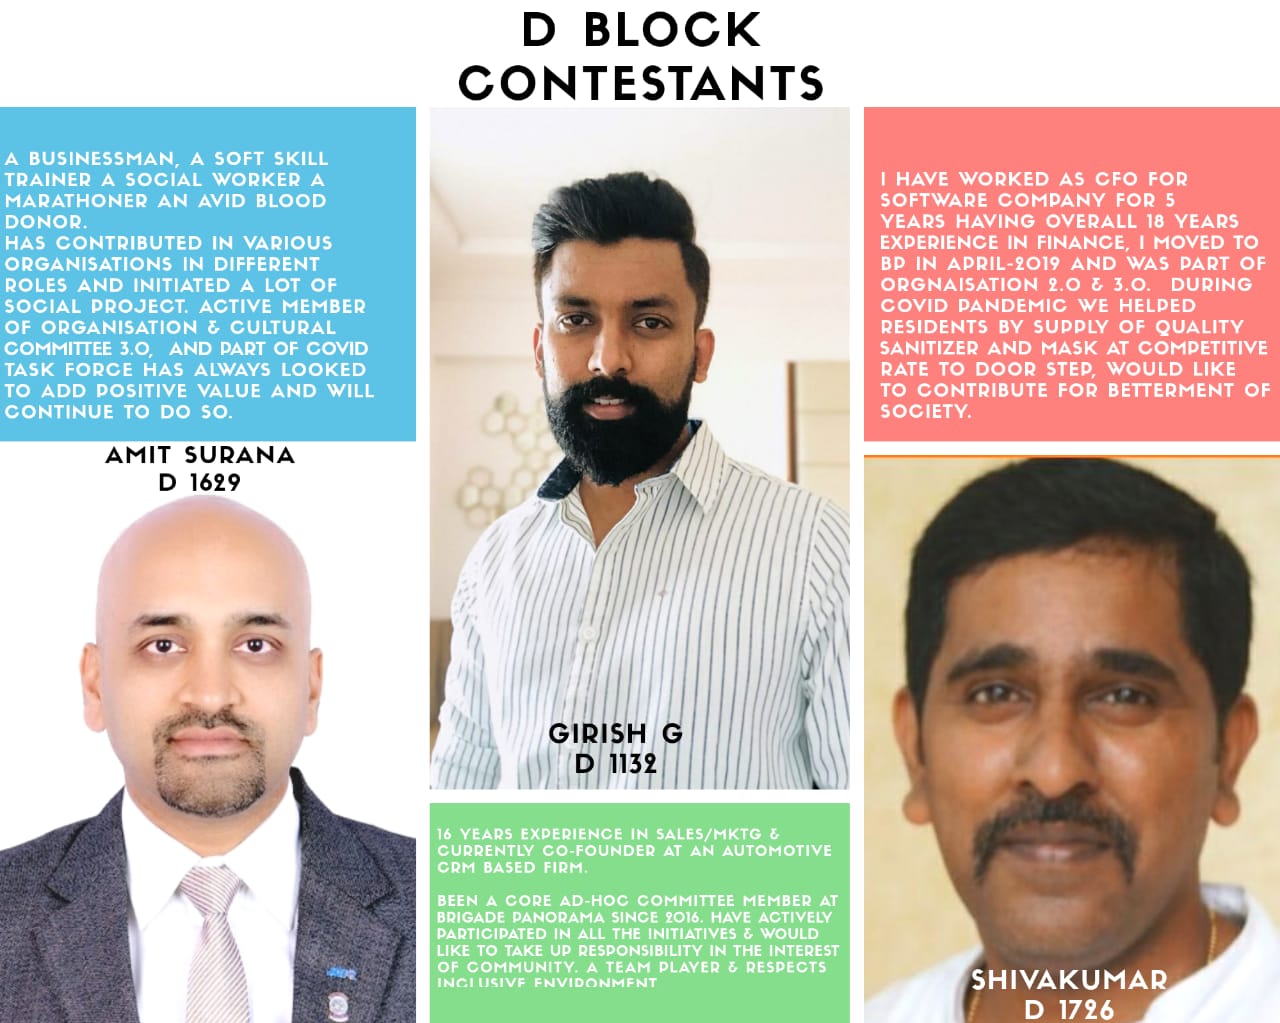 D BLOCK
CONTESTANTS
A BUSINESSMAN, A SOFT SKILL
TRAINER A SOCIAL WORKER A
MARATHONER AN AVID BLOOD
DONOR.
HAS CONTRIBUTED IN VARIOUS
ORGANISATIONS IN DIFFERENT
ROLES AND INITIATED A LOT OF
SOCIAL PROJECT. ACTIVE MEMBER
OF ORGANISATION & CULTURAL
COMMITTEE 3.0, AND PART OF COVID
TASK FORCE HAS ALWAYS LOOKED
TO ADD POSITIVE VALUE AND WILL
CONTINUE TO DO SO.
AMIT SURANA
D 1629
GIRISH G
D 1132
16 YEARS EXPERIENCE IN SALES/MKTG &
CURRENTLY CO-FOUNDER AT AN AUTOMOTIVE
CRM BASED FIRM.
BEEN A CORE AD-HOC COMMITTEE MEMBER AT
BRIGADE PANORAMA SINCE 2016. HAVE ACTIVELY
PARTICIPATED IN ALL THE INITIATIVES & WOULD
LIKE TO TAKE UP RESPONSIBILITY IN THE INTEREST
OF COMMUNITY. A TEAM PLAYER & RESPECTS
INCLUSIVE ENVIRONMENT
I HAVE WORKED AS CFO FOR
SOFTWARE COMPANY FOR 5
YEARS HAVING OVERALL 18 YEARS
EXPERIENCE IN FINANCE, I MOVED TO
BP IN APRIL-2019 AND WAS PART OF
ORGNAISATION 2.0 & 3.0. DURING
COVID PANDEMIC WE HELPED
RESIDENTS BY SUPPLY OF QUALITY
SANITIZER AND MASK AT COMPETITIVE
RATE TO DOOR STEP, WOULD LIKE
TO CONTRIBUTE FOR BETTERMENT OF
SOCIETY.
SHIVAKUMAR
D 1726